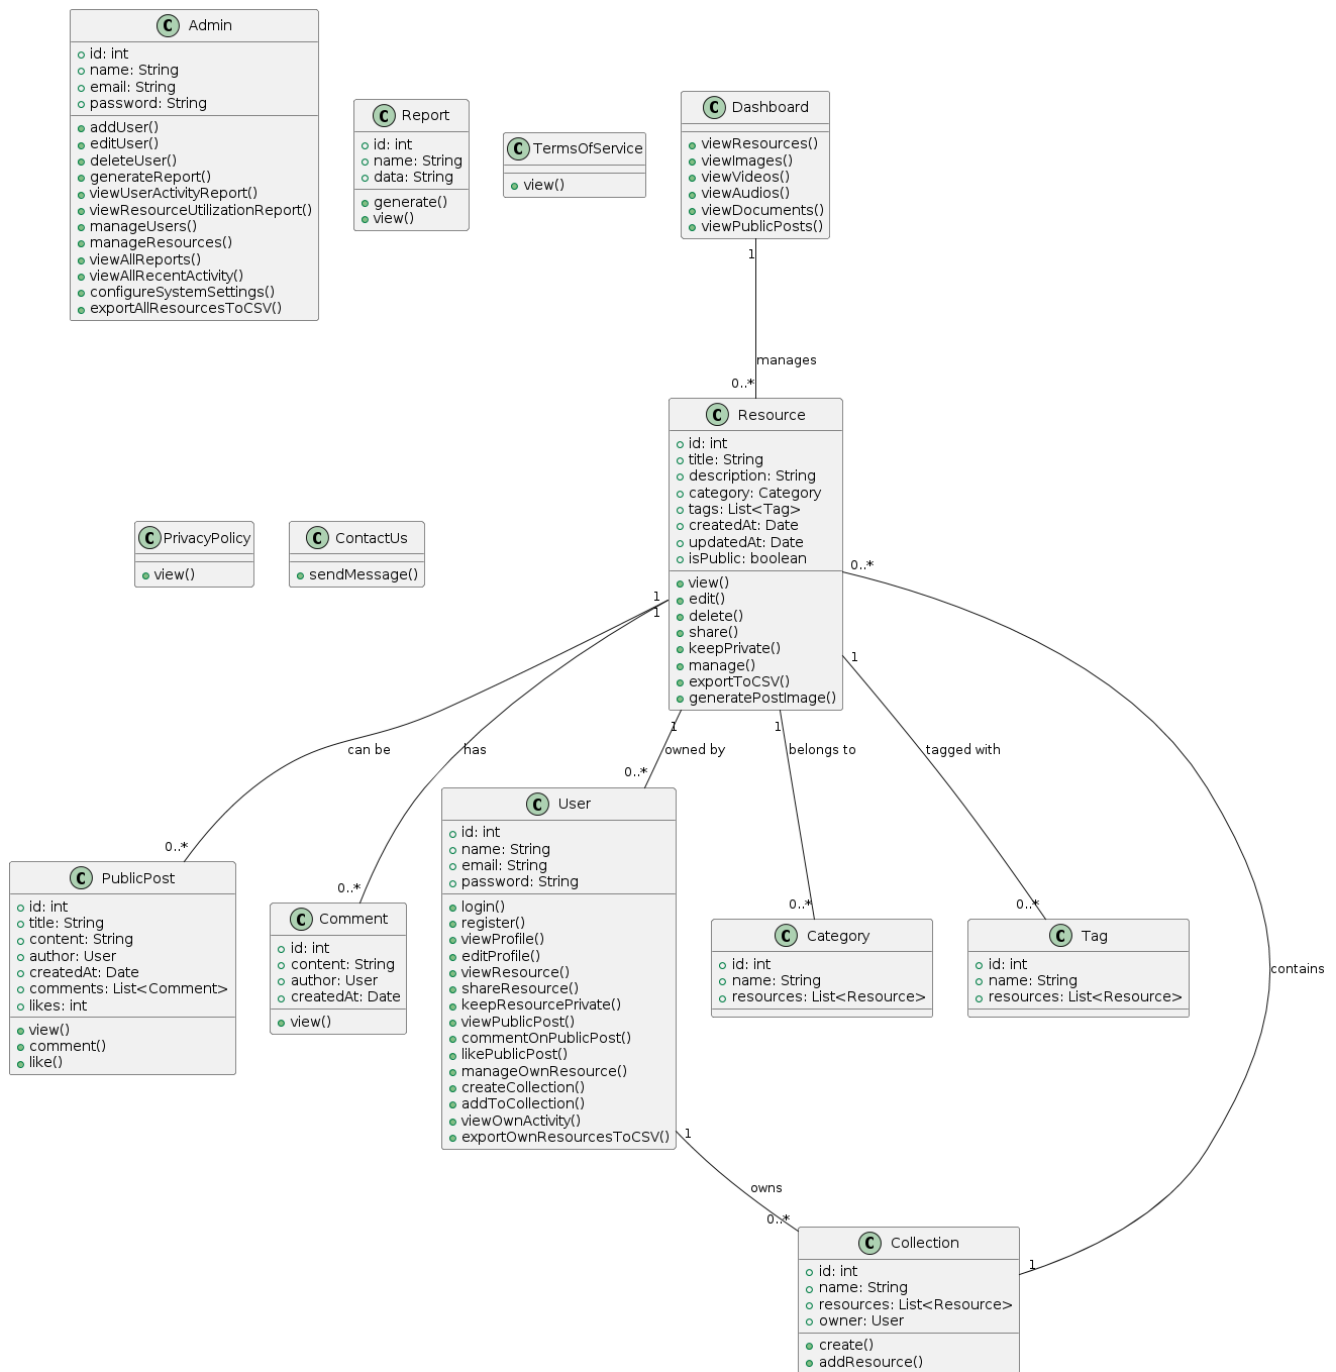 Admin
id: int
name: String
email: String
password: String
addUser()
editUser()
deleteUser()
generateReport()
viewUserActivityReport()
viewResourceUtilizationReport()
manageUsers()
manageResources()
viewAllReports()
viewAllRecentActivity()
configureSystemSettings()
exportAllResourcesToCSV()
C Report
id: int
name: String
data: String
generate()
view()
C TermsOfService
view()
C Dashboard
viewResources()
viewImages()
viewVideos()
viewAudios()
viewDocuments()
viewPublicPosts()
1
manages
0..*
C Resource
id: int
title: String
description: String
category: Category
tags: List<Tag>
createdAt: Date
updatedAt: Date
isPublic: boolean
view()
edit()
delete()
share()
keepPrivate()
manage()
exportToCSV()
generatePostImage()
C PrivacyPolicy
view()
C ContactUs
sendMessage()
0..*
1
1
1
1
1
can be
has
owned by
belongs to
tagged with
0..*
0..*
0..*
0..*
0..*
C PublicPost
id: int
title: String
content: String
author: User
createdAt: Date
comments: List<Comment>
likes: int
view()
comment()
like()
C Comment
id: int
content: String
author: User
createdAt: Date
view()
C User
id: int
name: String
email: String
password: String
login()
register()
viewProfile()
editProfile()
viewResource()
shareResource()
keepResourcePrivate()
viewPublicPost()
commentOnPublicPost()
likePublicPost()
manageOwnResource()
createCollection()
addToCollection()
viewOwnActivity()
exportOwnResourcesToCSV()
C Category
id: int
name: String
resources: List<Resource>
C Tag
id: int
name: String
resources: List<Resource>
contains
1
owns
0..*
1
C Collection
id: int
name: String
resources: List<Resource>
owner: User
create()
addResource()